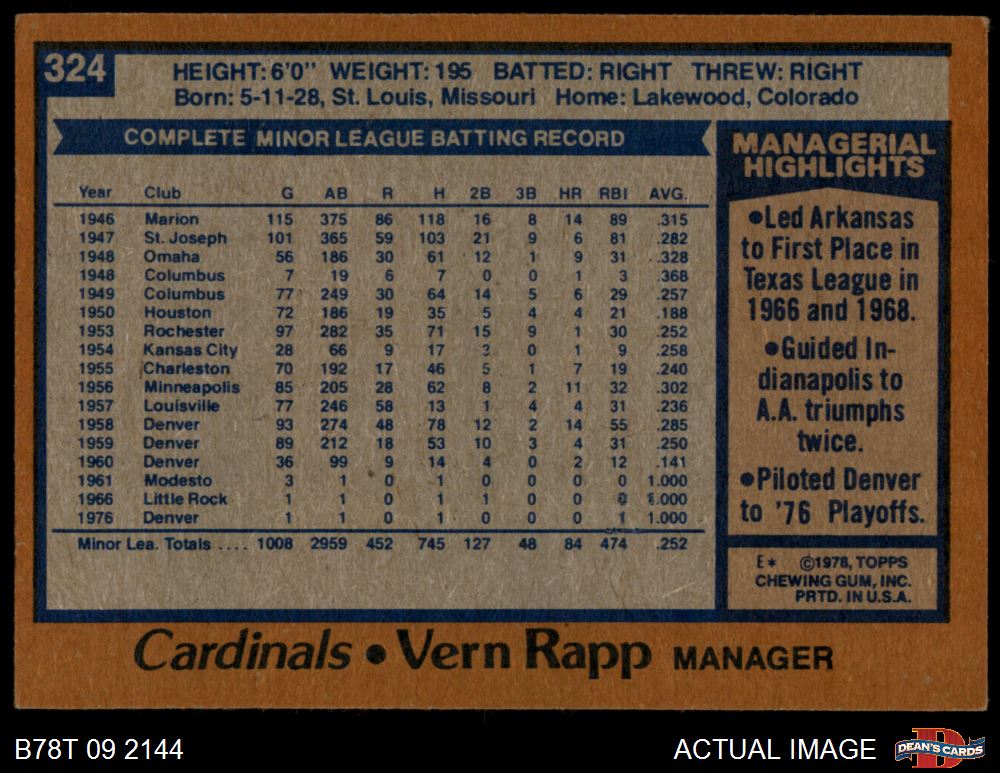 324
HEIGHT: 6'0" WEIGHT: 195 BATTED: RIGHT THREW: RIGHT
Born: 5-11-28, St. Louis, Missouri Home: Lakewood, Colorado
COMPLETE MINOR LEAGUE BATTING RECORD
Year Club G AB R H 2B 3B HR RBI AVG.
1946 Marion 115 375 86 118 16 8 14 89 .315
1947 St. Joseph 101 365 59 103 21 9 6 81 .282
1948 Omaha 56 186 30 61 12 1 9 31 .328
1948 Columbus 7 19 6 7 0 0 1 3 .368
1949 Columbus 77 249 30 64 14 5 6 29 .257
1950 Houston 72 186 19 35 5 4 4 21 .188
1953 Rochester 97 282 35 71 15 9 1 30 .252
1954 Kansas City 28 66 9 17 3 0 1 9 .258
1955 Charleston 70 192 17 46 5 1 7 19 .240
1956 Minneapolis 85 205 28 62 8 2 11 32 .302
1957 Louisville 77 246 58 13 1 4 4 31 .236
1958 Denver 93 274 48 78 12 2 14 55 .285
1959 Denver 89 212 18 53 10 3 4 31 .250
1960 Denver 36 99 9 14 4 0 2 12 .141
1961 Modesto 3 1 0 1 0 0 0 0 1.000
1966 Little Rock 1 1 0 1 1 0 0 0 1.000
1976 Denver 1 1 0 1 0 0 0 1 1.000
Minor Lea. Totals .... 1008 2959 452 745 127 48 84 474 .252
MANAGERIAL
HIGHLIGHTS
●Led Arkansas
to First Place in
Texas League in
1966 and 1968.
●Guided In-
dianapolis to
A.A. triumphs
twice.
●Piloted Denver
to '76 Playoffs.
E* ©1978, TOPPS
CHEWING GUM, INC.
PRTD. IN U.S.A.
Cardinals ● Vern Rapp MANAGER
B78T 09 2144
ACTUAL IMAGE
D
DEAN'S CARDS